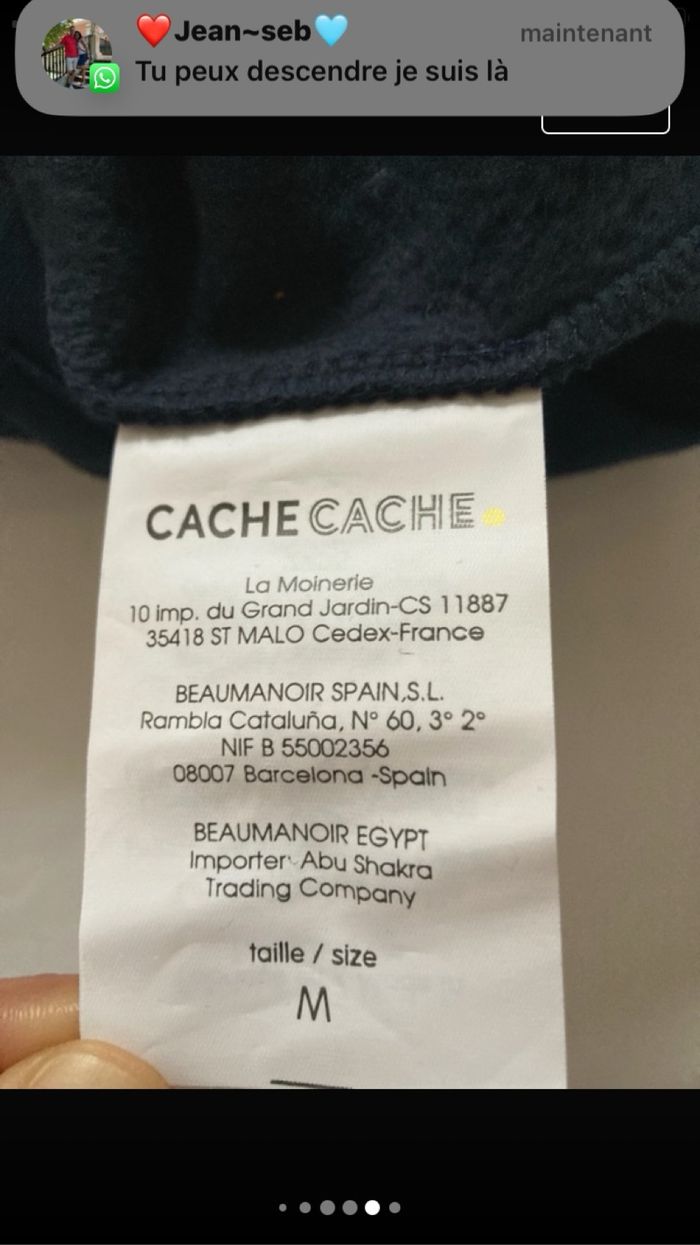 ❤️Jean~seb🩵
maintenant
Tu peux descendre je suis là
CACHE CACHE
La Moinerie
10 imp. du Grand Jardin-CS 11887
35418 ST MALO Cedex-France
BEAUMANOIR SPAIN,S.L.
Rambla Cataluña, N° 60, 3° 2°
NIF B 55002356
08007 Barcelona -Spain
BEAUMANOIR EGYPT
Importer Abu Shakra
Trading Company
taille / size
M